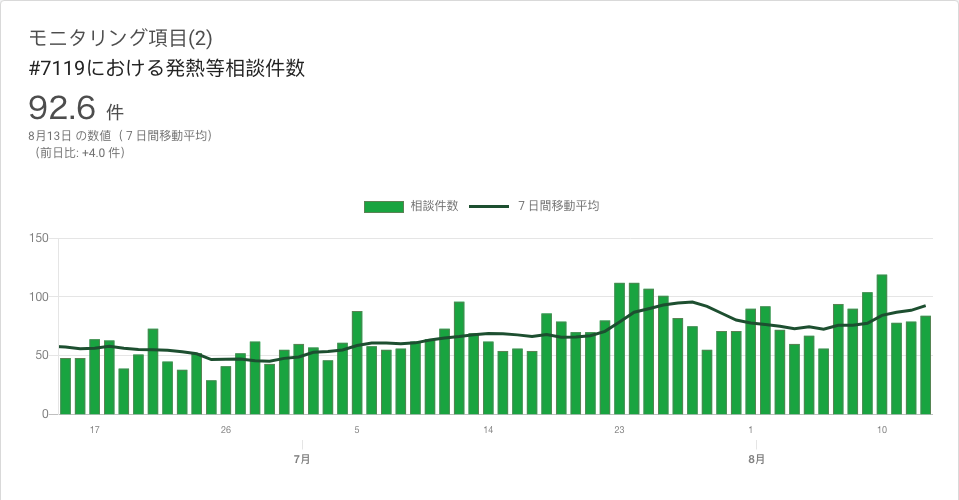 モニタリング項目(2)
#7119における発熱等相談件数
92.6 件
8月13日 の数値（７日間移動平均）
（前日比: +4.0 件）
相談件数 ７日間移動平均
150
100
50
0
17 26 5 14 23 1 10
7月 8月